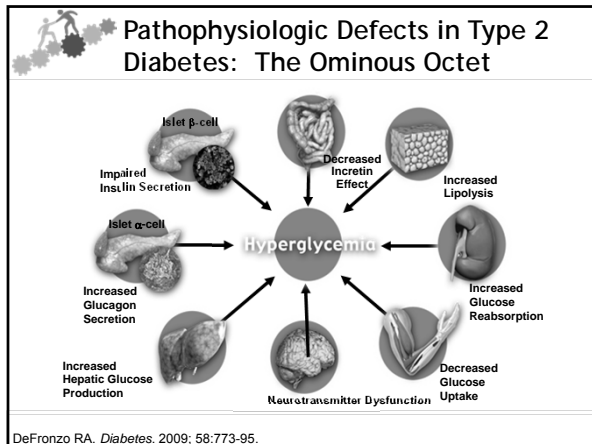 Pathophysiologic Defects in Type 2
Diabetes: The Ominous Octet
Islet β-cell
Impaired
Insulin Secretion
Decreased
Incretin
Effect
Increased
Lipolysis
Islet α-cell
Increased
Glucagon
Secretion
Hyperglycemia
Increased
Glucose
Reabsorption
Increased
Hepatic Glucose
Production
Neurotransmitter Dysfunction
Decreased
Glucose
Uptake
DeFronzo RA. Diabetes. 2009; 58:773-95.